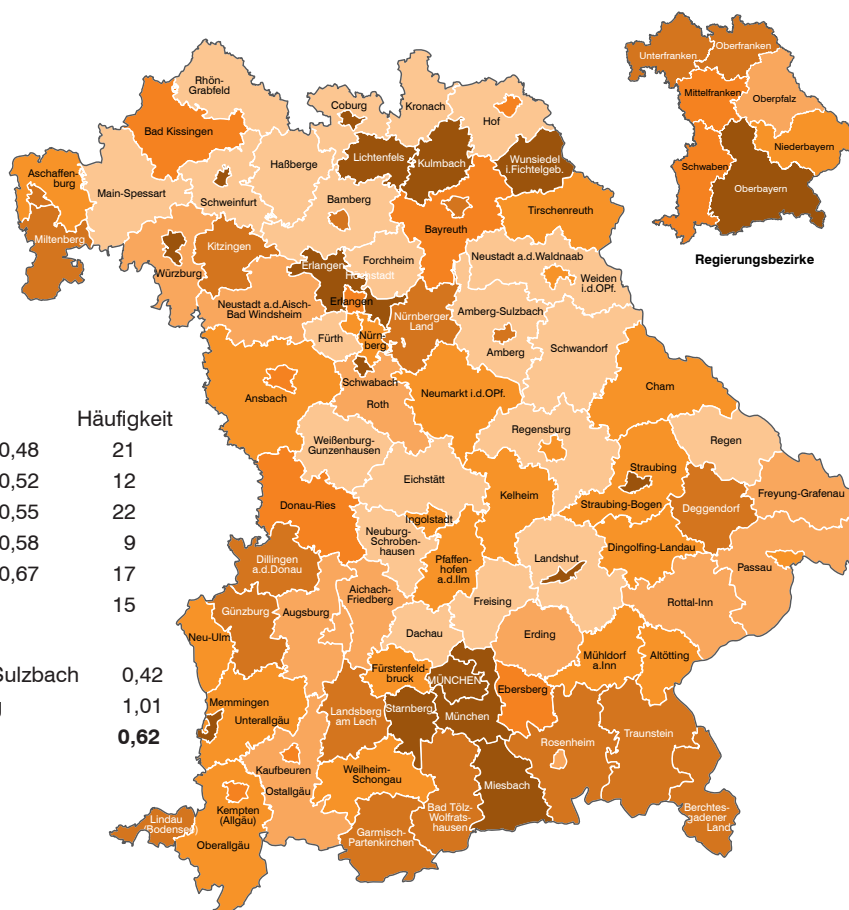 Rhön-
Grabfeld
Bad Kissingen
Coburg
Kronach
Hof
Lichtenfels
Kulmbach
Wunsiedel
i.Fichtelgeb.
Haßberge
Aschaffen-
burg
Main-Spessart
Schweinfurt
Bamberg
Bayreuth
Tirschenreuth
Miltenberg
Würzburg
Kitzingen
Erlangen
Höchstadt
Forchheim
Neustadt a.d.Waldnaab
Weiden
i.d.OPf.
Neustadt a.d.Aisch-
Bad Windsheim
Erlangen
Nürnberger
Land
Amberg-Sulzbach
Amberg
Schwandorf
Fürth
Nürn-
berg
Ansbach
Schwabach
Roth
Neumarkt i.d.OPf.
Cham
Weißenburg-
Gunzenhausen
Regensburg
Regen
Eichstätt
Straubing
Kelheim
Straubing-Bogen
Deggendorf
Freyung-Grafenau
Donau-Ries
Ingolstadt
Neuburg-
Schroben-
hausen
Pfaffen-
hofen
a.d.Ilm
Landshut
Dingolfing-Landau
Passau
Dillingen
a.d.Donau
Aichach-
Friedberg
Freising
Rottal-Inn
Günzburg
Augsburg
Neu-Ulm
Dachau
Erding
Mühldorf
a.Inn
Altötting
Fürstenfeld-
bruck
MÜNCHEN
Ebersberg
Memmingen
Unterallgäu
Landsberg
am Lech
Starnberg
München
Rosenheim
Traunstein
Kaufbeuren
Ostallgäu
Weilheim-
Schongau
Miesbach
Bad Tölz-
Wolfrats-
hausen
Kempten
(Allgäu)
Lindau
(Bodensee)
Oberallgäu
Garmisch-
Partenkirchen
Berchtes-
gadener
Land
Unterfranken
Oberfranken
Mittelfranken
Oberpfalz
Niederbayern
Schwaben
Oberbayern
Regierungsbezirke
Häufigkeit
0,48 21
0,52 12
0,55 22
0,58 9
0,67 17
15
Sulzbach 0,42
g 1,01
0,62